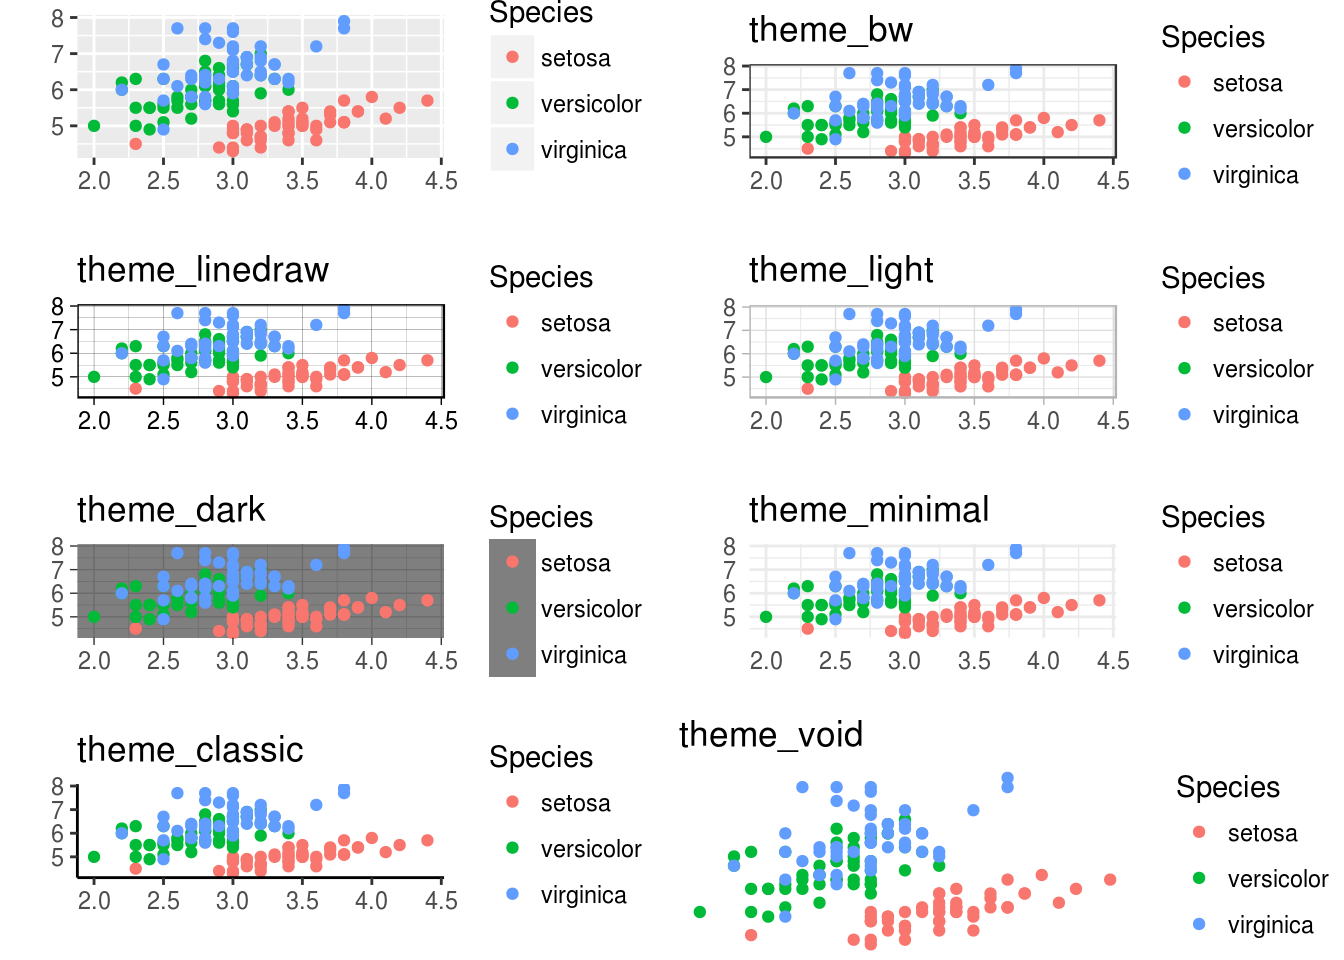 Species
8
7
6
5
setosa
versicolor
virginica
2.0 2.5 3.0 3.5 4.0 4.5
theme_bw
Species
8
7
6
5
setosa
versicolor
virginica
2.0 2.5 3.0 3.5 4.0 4.5
theme_linedraw
Species
8
7
6
5
setosa
versicolor
virginica
2.0 2.5 3.0 3.5 4.0 4.5
theme_light
Species
8
7
6
5
setosa
versicolor
virginica
2.0 2.5 3.0 3.5 4.0 4.5
theme_dark
Species
8
7
6
5
setosa
versicolor
virginica
2.0 2.5 3.0 3.5 4.0 4.5
theme_minimal
Species
8
7
6
5
setosa
versicolor
virginica
2.0 2.5 3.0 3.5 4.0 4.5
theme_classic
Species
8
7
6
5
setosa
versicolor
virginica
2.0 2.5 3.0 3.5 4.0 4.5
theme_void
Species
setosa
versicolor
virginica